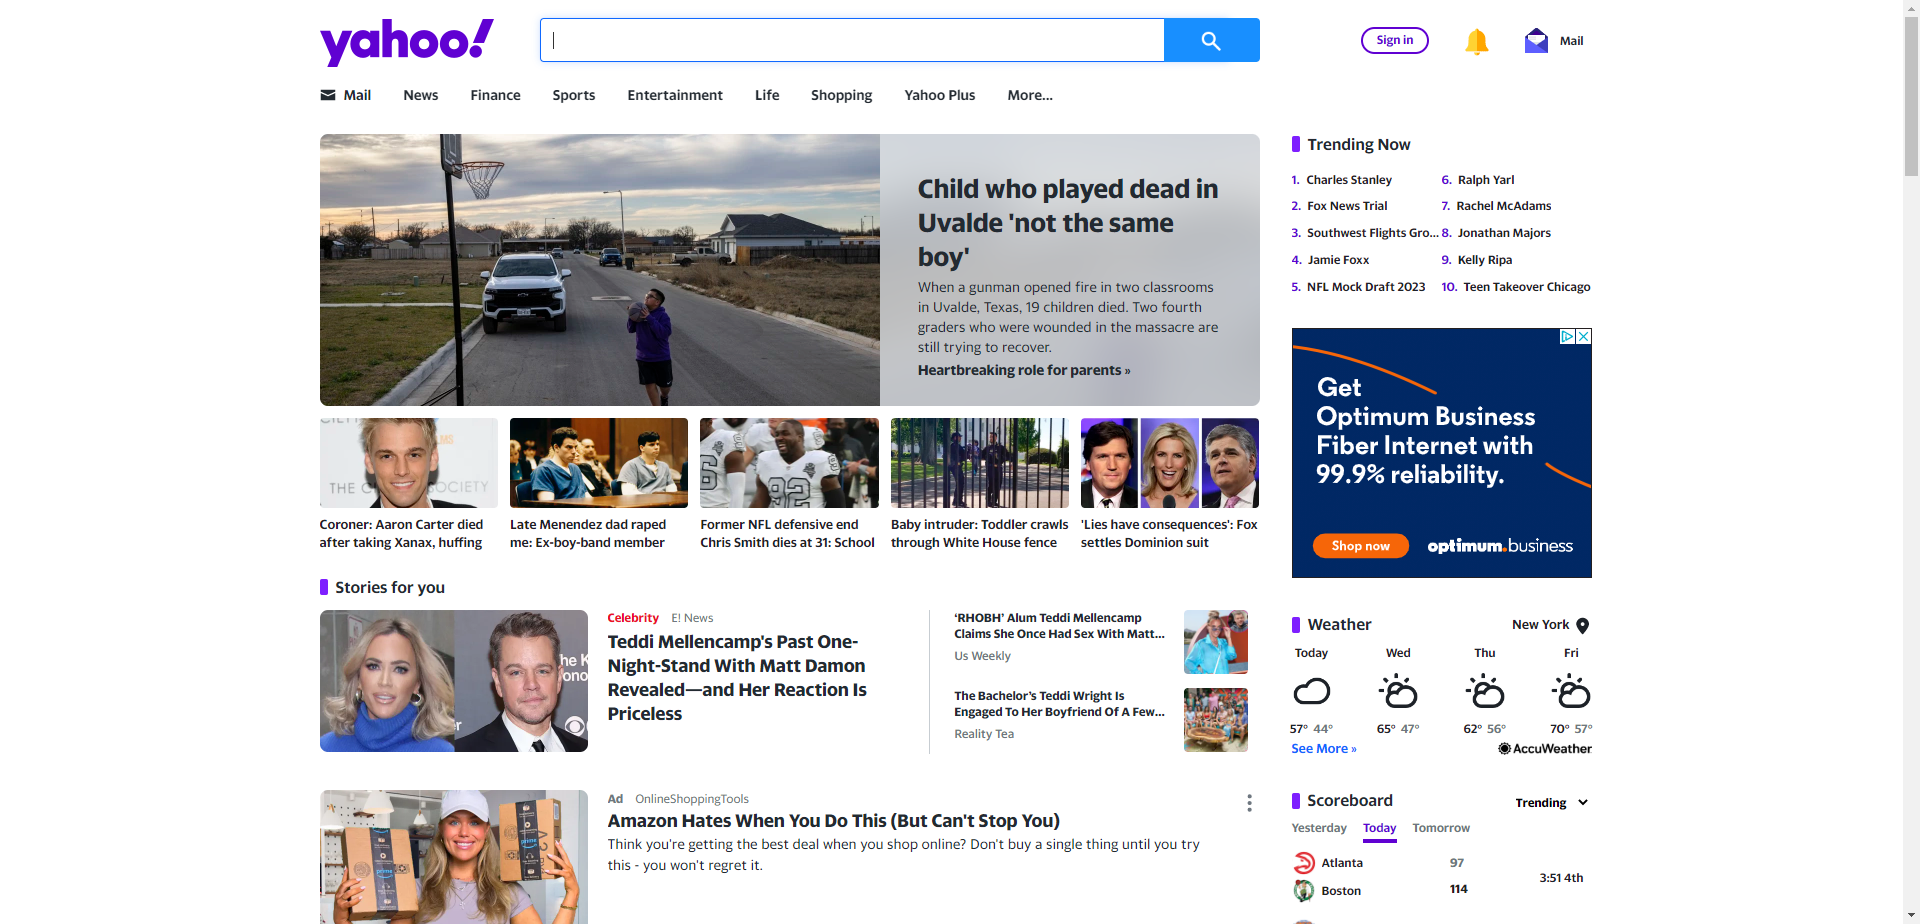 yahoo!
Sign in
Mail
Mail
News
Finance
Sports
Entertainment
Life
Shopping
Yahoo Plus
More...
Child who played dead in
Uvalde 'not the same
boy'
When a gunman opened fire in two classrooms
in Uvalde, Texas, 19 children died. Two fourth
graders who were wounded in the massacre are
still trying to recover.
Heartbreaking role for parents »
Coroner: Aaron Carter died
after taking Xanax, huffing
Late Menendez dad raped
me: Ex-boy-band member
Former NFL defensive end
Chris Smith dies at 31: School
Baby intruder: Toddler crawls
through White House fence
'Lies have consequences': Fox
settles Dominion suit
Stories for you
Celebrity E! News
Teddi Mellencamp's Past One-
Night-Stand With Matt Damon
Revealed—and Her Reaction Is
Priceless
‘RHOBH’ Alum Teddi Mellencamp
Claims She Once Had Sex With Matt...
Us Weekly
The Bachelor's Teddi Wright Is
Engaged To Her Boyfriend Of A Few...
Reality Tea
Ad OnlineShoppingTools
Amazon Hates When You Do This (But Can't Stop You)
Think you're getting the best deal when you shop online? Don't buy a single thing until you try
this - you won't regret it.
Trending Now
1. Charles Stanley
2. Fox News Trial
3. Southwest Flights Gro...
4. Jamie Foxx
5. NFL Mock Draft 2023
6. Ralph Yarl
7. Rachel McAdams
8. Jonathan Majors
9. Kelly Ripa
10. Teen Takeover Chicago
Get
Optimum Business
Fiber Internet with
99.9% reliability.
Shop now
optimum.business
Weather
New York
Today Wed Thu Fri
57° 44° 65° 47° 62° 56° 70° 57°
See More »
AccuWeather
Scoreboard
Trending
Yesterday Today Tomorrow
Atlanta 97
Boston 114
3:51 4th